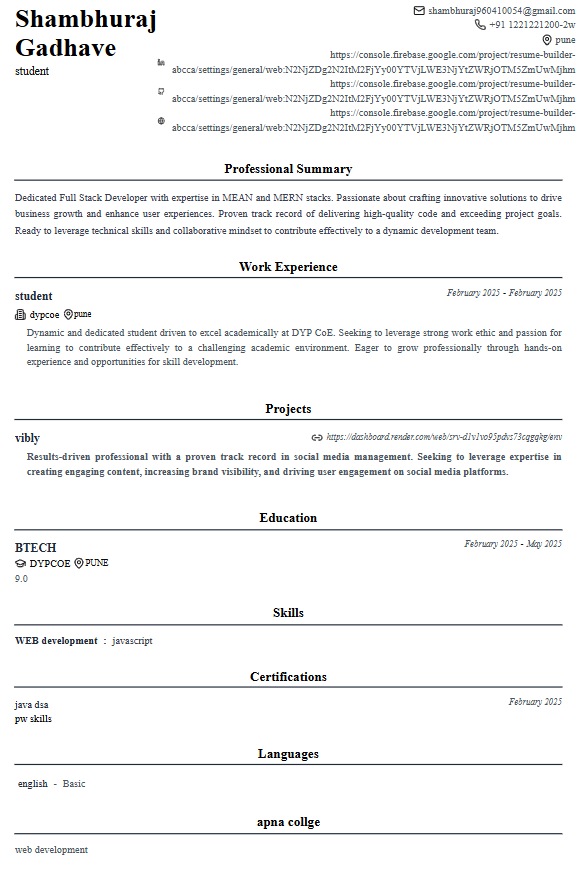 Shambhuraj
Gadhave
student
shambhuraj960410054@gmail.com
+91 1221221200-2w
pune
https://console.firebase.google.com/project/resume-builder-
abcca/settings/general/web:N2NjZDg2N2ItM2FjYy00YTVjLWE3NjYtZWRjOTM5ZmUwMjhm
https://console.firebase.google.com/project/resume-builder-
abcca/settings/general/web:N2NjZDg2N2ItM2FjYy00YTVjLWE3NjYtZWRjOTM5ZmUwMjhm
https://console.firebase.google.com/project/resume-builder-
abcca/settings/general/web:N2NjZDg2N2ItM2FjYy00YTVjLWE3NjYtZWRjOTM5ZmUwMjhm
Professional Summary
Dedicated Full Stack Developer with expertise in MEAN and MERN stacks. Passionate about crafting innovative solutions to drive
business growth and enhance user experiences. Proven track record of delivering high-quality code and exceeding project goals.
Ready to leverage technical skills and collaborative mindset to contribute effectively to a dynamic development team.
Work Experience
student February 2025 - February 2025
dypcoe pune
Dynamic and dedicated student driven to excel academically at DYP CoE. Seeking to leverage strong work ethic and passion for
learning to contribute effectively to a challenging academic environment. Eager to grow professionally through hands-on
experience and opportunities for skill development.
Projects
vibly https://dashboard.render.com/web/srv-d1v1vo95pdvs73cqgqkg/env
Results-driven professional with a proven track record in social media management. Seeking to leverage expertise in
creating engaging content, increasing brand visibility, and driving user engagement on social media platforms.
Education
BTECH February 2025 - May 2025
DYPCOE PUNE
9.0
Skills
WEB development : javascript
Certifications
java dsa February 2025
pw skills
Languages
english - Basic
apna collge
web development